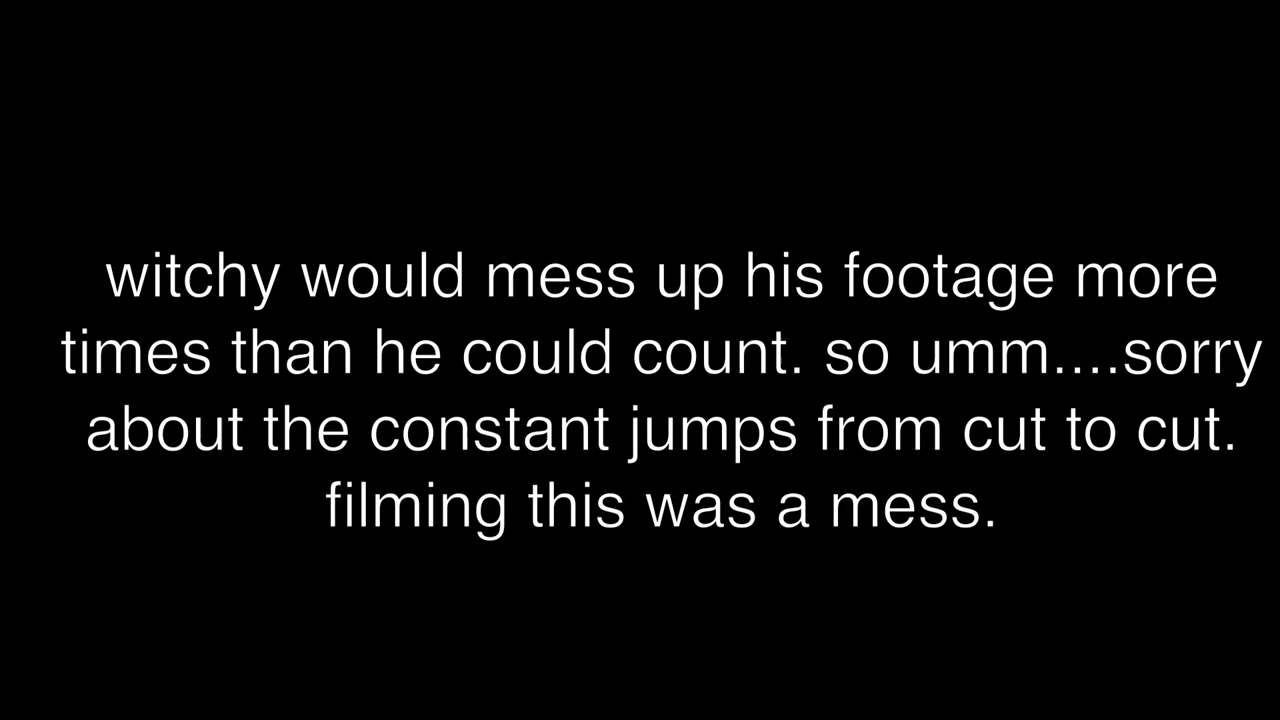 witchy would mess up his footage more
times than he could count. so umm....sorry
about the constant jumps from cut to cut.
filming this was a mess.